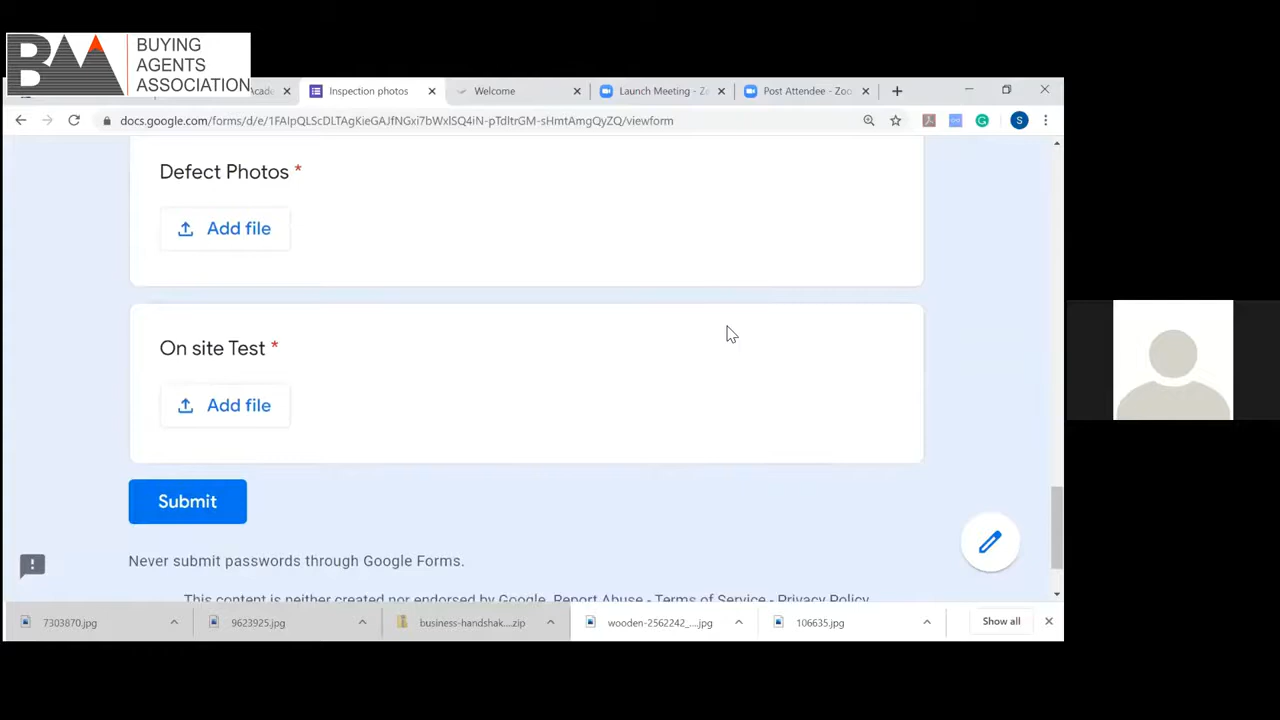 BUYING
AGENTS
ASSOCIATION
Inspection photos
Welcome
Launch Meeting - Z
Post Attendee - Zoo
docs.google.com/forms/d/e/1FAIpQLScDLTAgKieGAJfNGxi7bWxlSQ4iN-pTdltrGM-sHmtAmgQyZQ/viewform
S
Defect Photos *
Add file
On site Test *
Add file
Submit
Never submit passwords through Google Forms.
This content is neither created nor endorsed by Google. Report Abuse - Terms of Service - Privacy Policy
7303870.jpg
9623925.jpg
business-handshak....zip
wooden-2562242_...jpg
106635.jpg
Show all